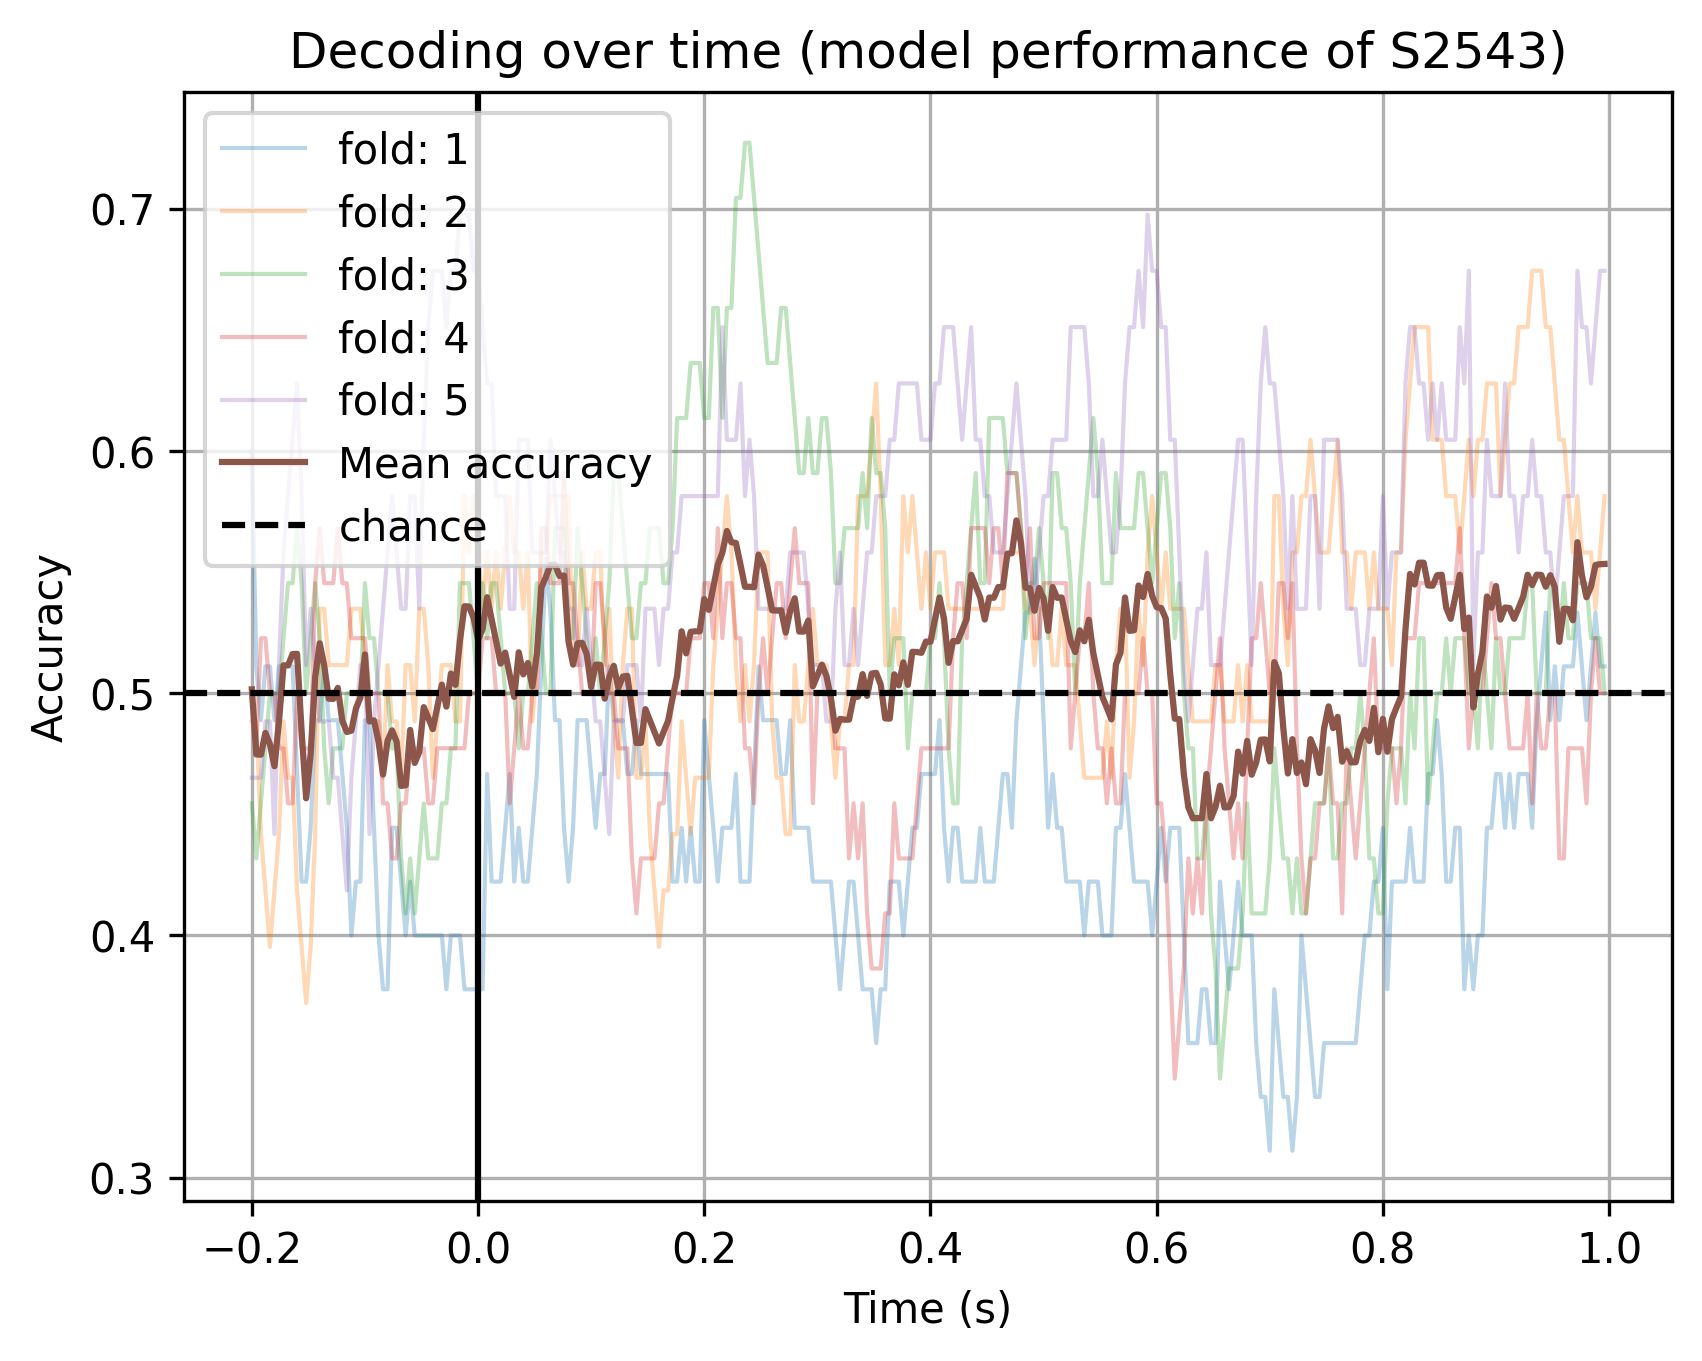 Decoding over time (model performance of S2543)
fold: 1
fold: 2
fold: 3
fold: 4
fold: 5
Mean accuracy
chance
Accuracy
0.7
0.6
0.5
0.4
0.3
−0.2 0.0 0.2 0.4 0.6 0.8 1.0
Time (s)